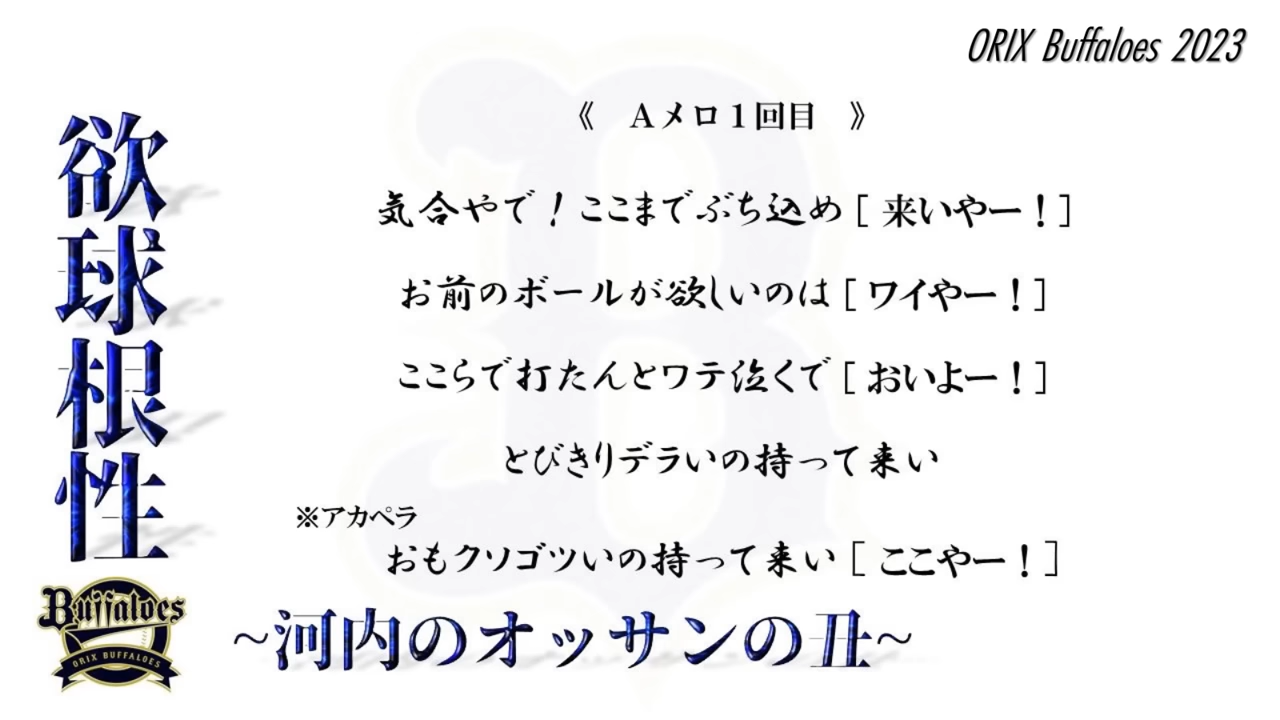 ORIX Buffaloes 2023
欲球根性
《　Aメロ1回目　》
気合やで！ここまでぶち込め [ 来いやー！]
お前のボールが欲しいのは [ ワイやー！]
ここらで打たんとワテ泣くで [ おいよー！]
とびきりデラいの持って来い
※アカペラ
おもクソゴツいの持って来い [ ここやー！]
Buffaloes
ORIX BUFFALOES
~河内のオッサンの丑~